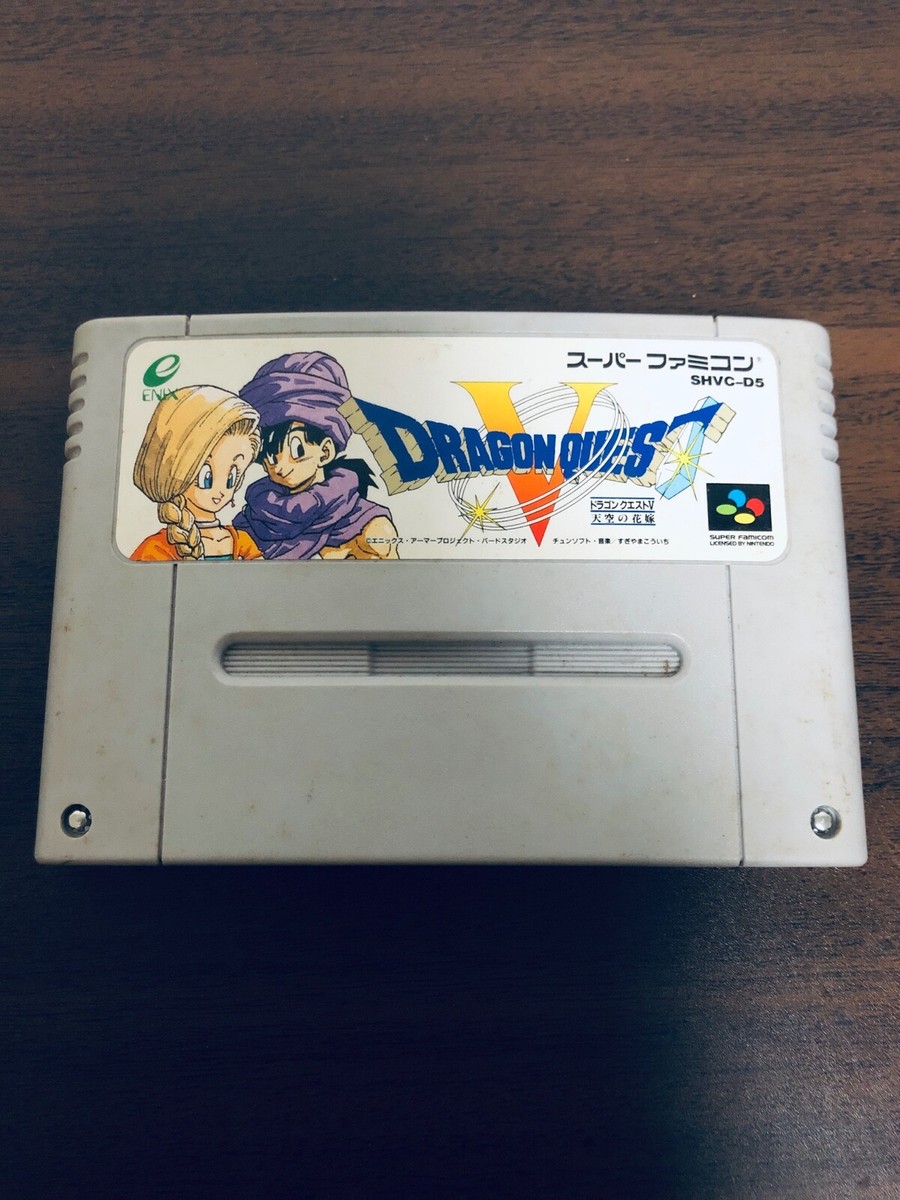 ENIX
スーパーファミコン®
SHVC-D5
DRAGON QUEST
V
ドラゴンクエストV
天空の花嫁
©エニックス・アーマープロジェクト・バードスタジオ チュンソフト・音楽/すぎやまこういち
SUPER FAMICOM
LICENSED BY NINTENDO